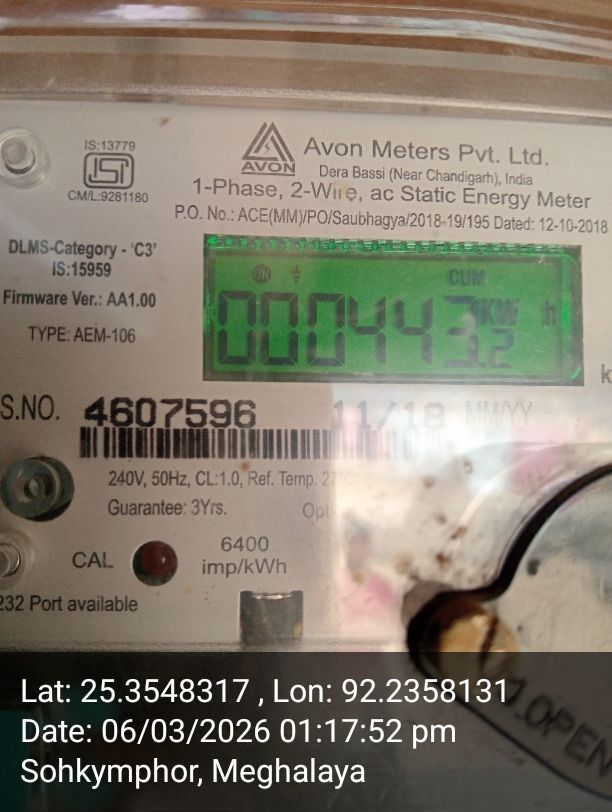 IS:13779
ISI
CM/L:9281180
AVON
Avon Meters Pvt. Ltd.
Dera Bassi (Near Chandigarh), India
1-Phase, 2-Wire, ac Static Energy Meter
P.O. No.: ACE(MM)/PO/Saubhagya/2018-19/195 Dated: 12-10-2018
DLMS-Category - 'C3'
IS:15959
Firmware Ver.: AA1.00
TYPE: AEM-106
ON CUM
000443.2 kW h
S.NO. 4607596 11/18 MM/YY
240V, 50Hz, CL:1.0, Ref. Temp. 27°C
Guarantee: 3Yrs.
CAL
6400
imp/kWh
232 Port available
OPEN
Lat: 25.3548317 , Lon: 92.2358131
Date: 06/03/2026 01:17:52 pm
Sohkymphor, Meghalaya